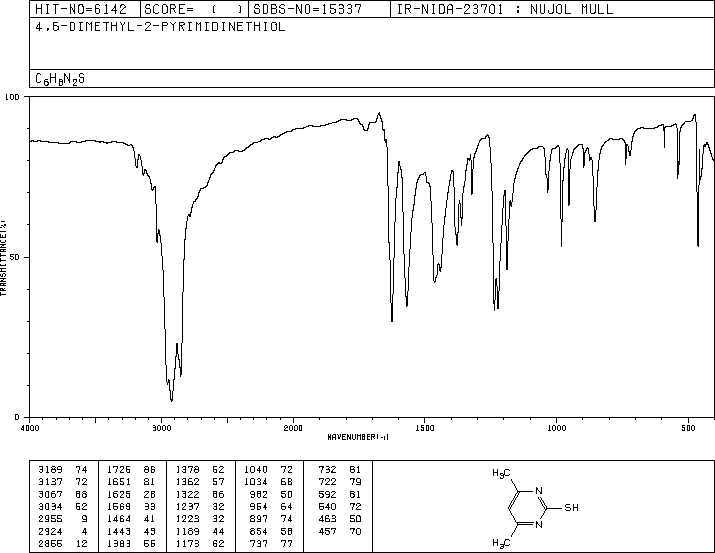 HIT-NO=6142 SCORE= ( ) SDBS-NO=15337 IR-NIDA-23701 : NUJOL MULL
4,6-DIMETHYL-2-PYRIMIDINETHIOL
C6H8N2S
100
50
0
TRANSMITTANCE(%)
4000 3000 2000 1500 1000 500
WAVENUMBER(-1)
3189 74 1726 86 1378 52 1040 72 732 81
3137 72 1651 81 1362 57 1034 68 722 79
3067 68 1625 28 1322 86 982 50 592 81
3034 52 1569 33 1237 32 954 64 540 72
2955 9 1464 41 1223 32 897 74 463 50
2924 4 1443 43 1189 44 854 58 457 70
2855 12 1383 55 1173 62 737 77
H3C
N
SH
N
H3C